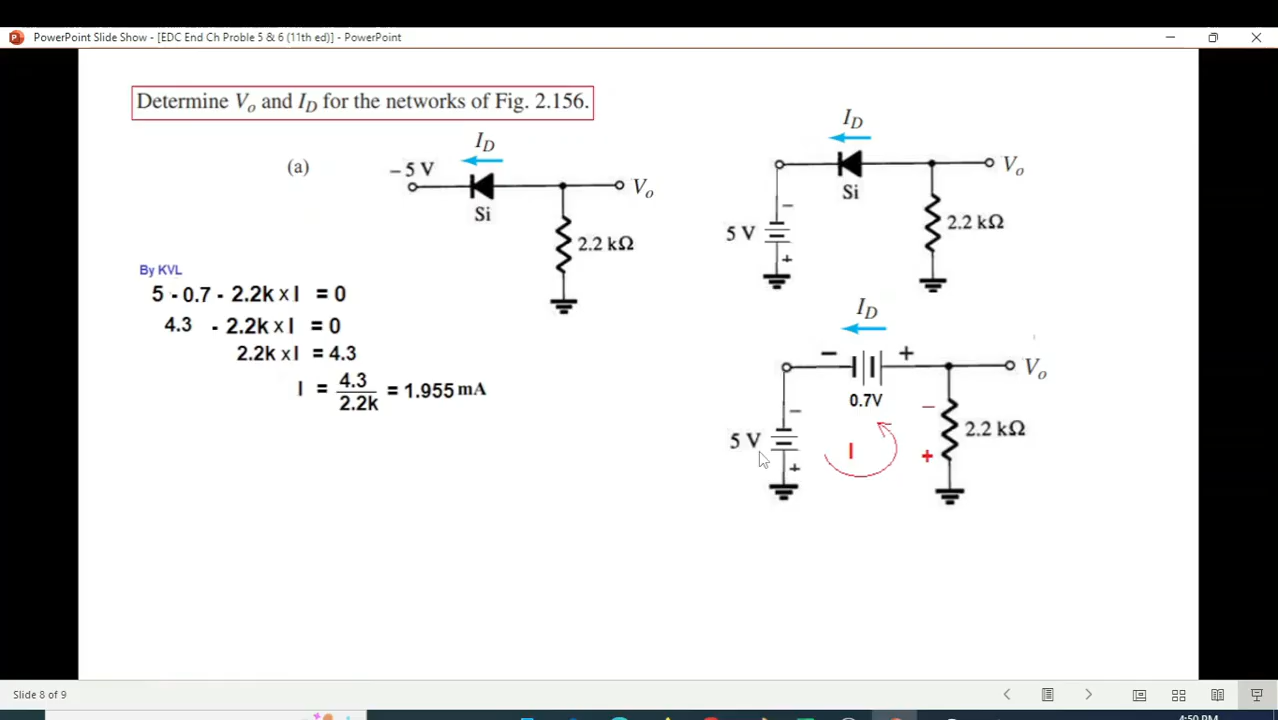 PowerPoint Slide Show - [EDC End Ch Proble 5 & 6 (11th ed)] - PowerPoint
Determine Vo and ID for the networks of Fig. 2.156.
(a)
ID
- 5 V
Si
Vo
2.2 kΩ
ID
Si
Vo
5 V
-
+
2.2 kΩ
By KVL
5 - 0.7 - 2.2k x I = 0
4.3 - 2.2k x I = 0
2.2k x I = 4.3
I = 4.3 / 2.2k = 1.955 mA
ID
- +
0.7V
Vo
5 V
-
+
I
-
+
2.2 kΩ
Slide 8 of 9
4:50 PM